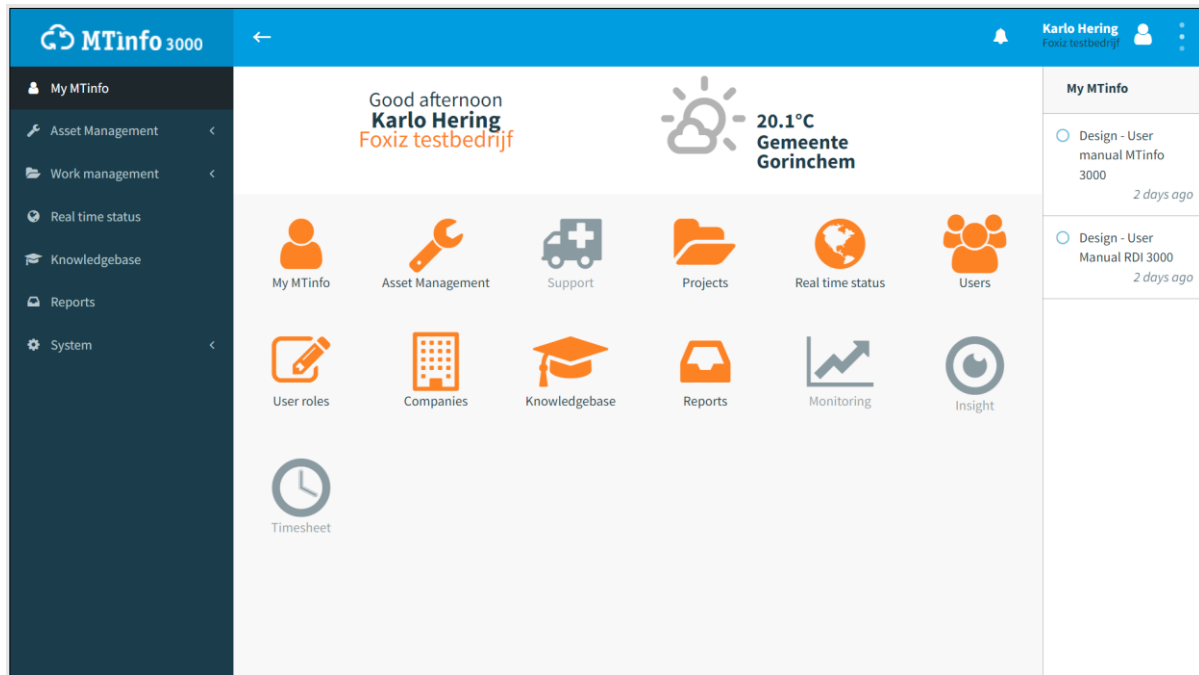 MTinfo 3000
Karlo Hering
Foxiz testbedrijf
My MTinfo
Asset Management
Work management
Real time status
Knowledgebase
Reports
System
Good afternoon
Karlo Hering
Foxiz testbedrijf
20.1°C
Gemeente
Gorinchem
My MTinfo
Asset Management
Support
Projects
Real time status
Users
User roles
Companies
Knowledgebase
Reports
Monitoring
Insight
Timesheet
My MTinfo
Design - User
manual MTinfo
3000
2 days ago
Design - User
Manual RDI 3000
2 days ago